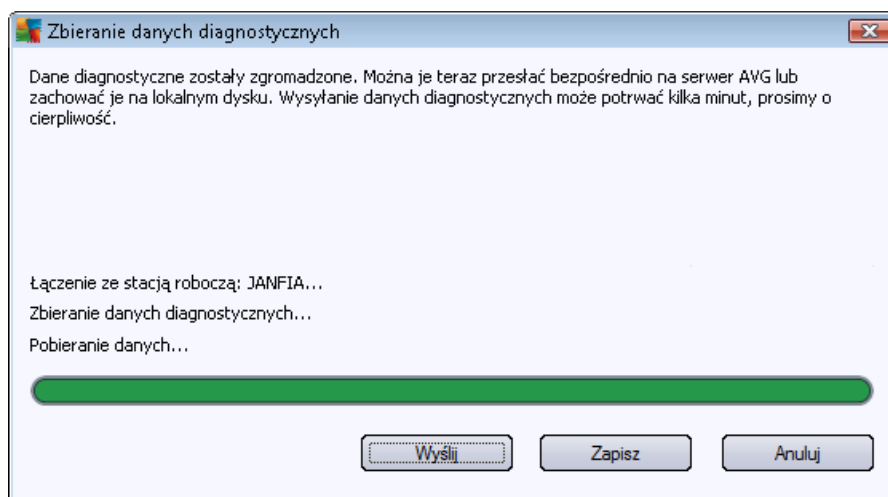 Zbieranie danych diagnostycznych
Dane diagnostyczne zostały zgromadzone. Można je teraz przesłać bezpośrednio na serwer AVG lub
zachować je na lokalnym dysku. Wysyłanie danych diagnostycznych może potrwać kilka minut, prosimy o
cierpliwość.
Łączenie ze stacją roboczą: JANFIA...
Zbieranie danych diagnostycznych...
Pobieranie danych...
Wyślij
Zapisz
Anuluj